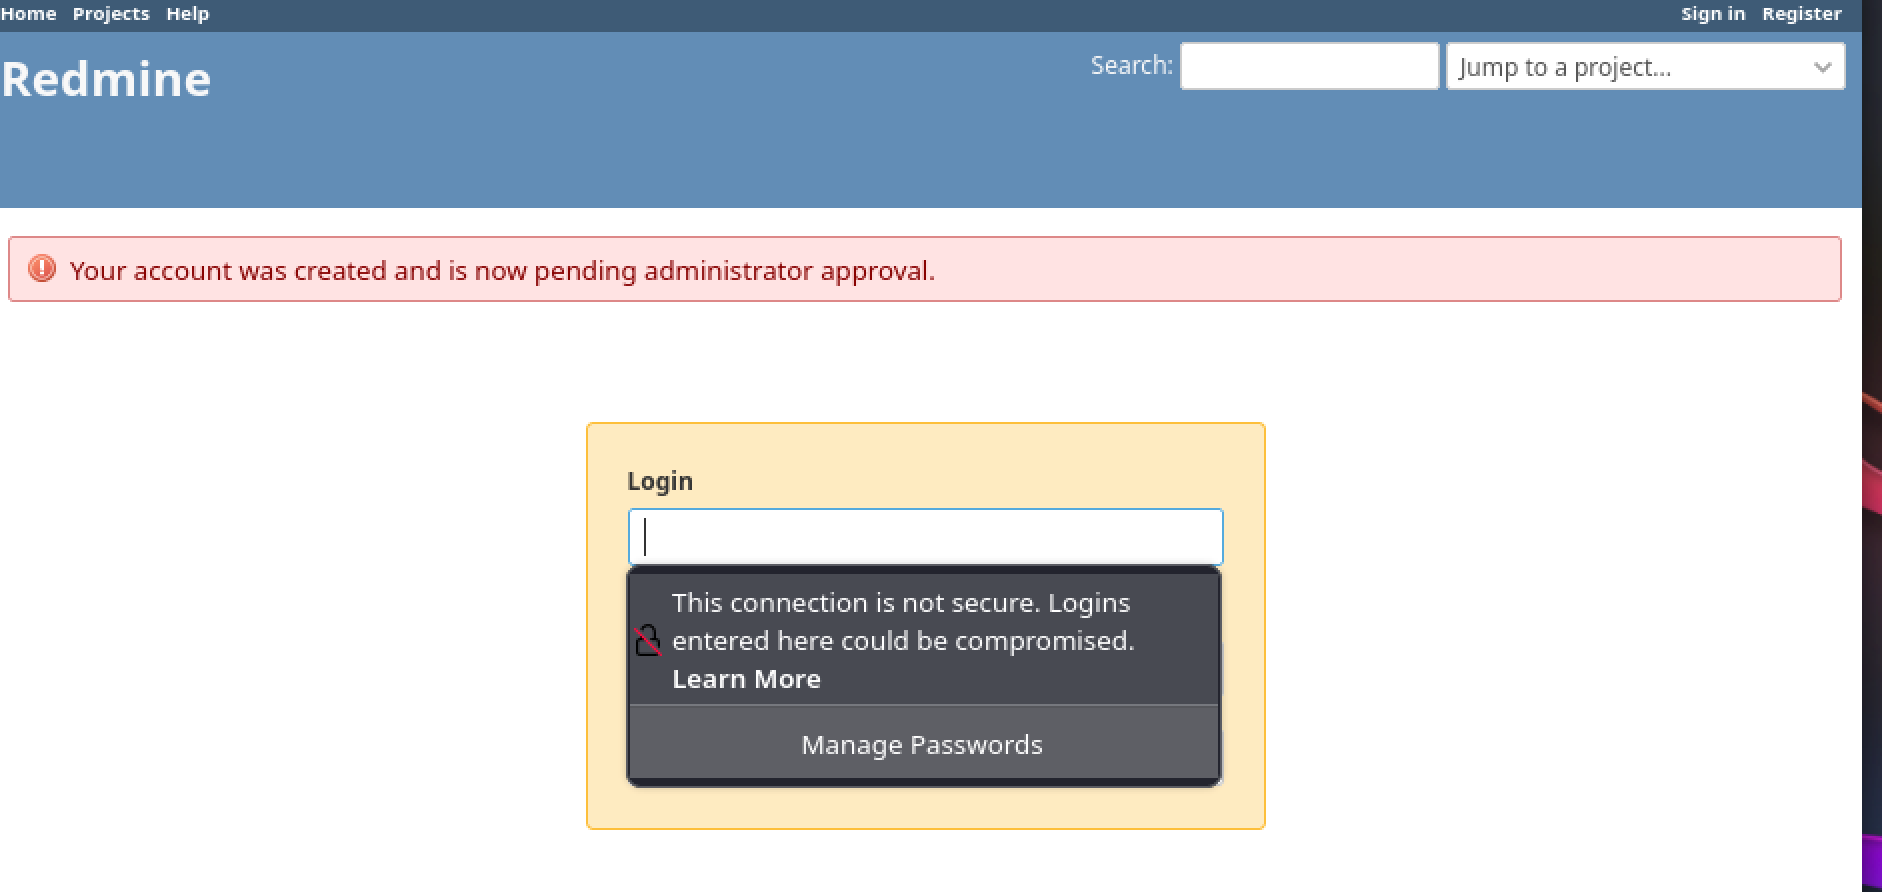 Home Projects Help Sign in Register
Redmine
Search: Jump to a project...
Your account was created and is now pending administrator approval.
Login
This connection is not secure. Logins
entered here could be compromised.
Learn More
Manage Passwords